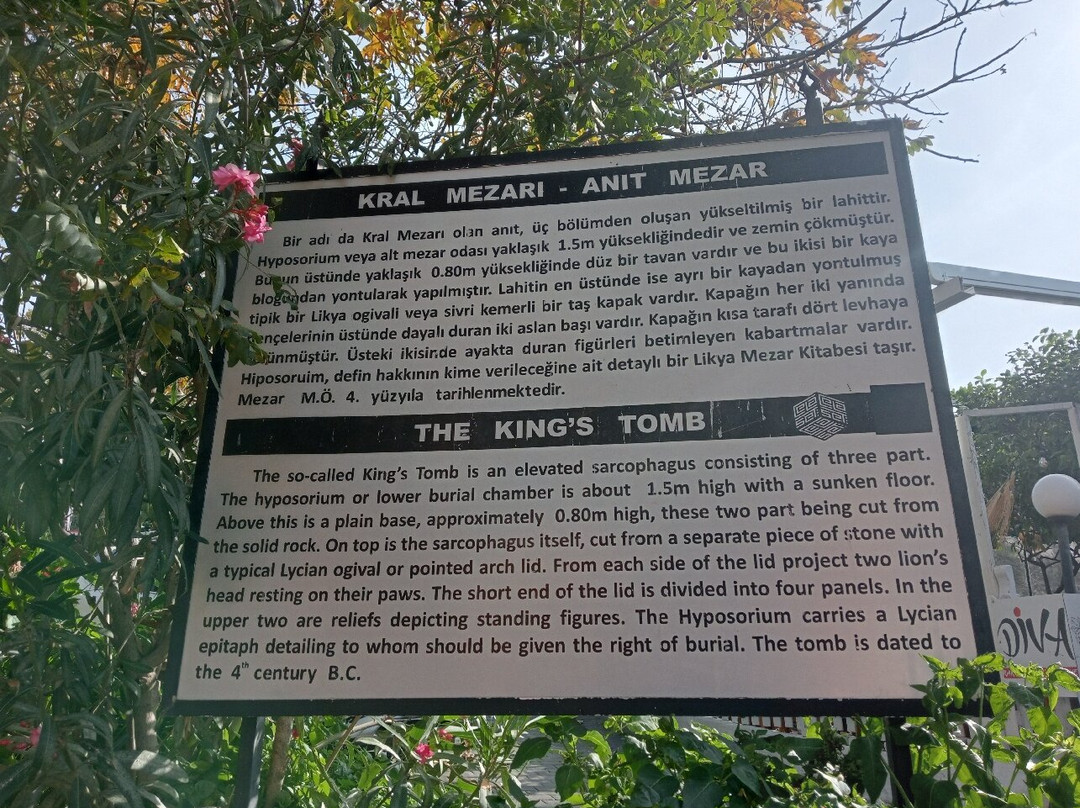 KRAL MEZARI - ANIT MEZAR
Bir adı da Kral Mezarı olan anıt, üç bölümden oluşan yükseltilmiş bir lahittir.
Hyposorium veya alt mezar odası yaklaşık 1.5m yüksekliğindedir ve zemin çökmüştür.
Bunun üstünde yaklaşık 0.80m yüksekliğinde düz bir tavan vardır ve bu ikisi bir kaya
bloğundan yontularak yapılmıştır. Lahitin en üstünde ise ayrı bir kayadan yontulmuş
tipik bir Likya ogivali veya sivri kemerli bir taş kapak vardır. Kapağın her iki yanında
üstünde dayalı duran iki aslan başı vardır. Kapağın kısa tarafı dört levhaya
Üsteki ikisinde ayakta duran figürleri betimleyen kabartmalar vardır.
Hiposoruim, defin hakkının kime verileceğine ait detaylı bir Likya Mezar Kitabesi taşır.
Mezar M.Ö. 4. yüzyıla tarihlenmektedir.
THE KING'S TOMB
The so-called King's Tomb is an elevated sarcophagus consisting of three part.
The hyposorium or lower burial chamber is about 1.5m high with a sunken floor.
Above this is a plain base, approximately 0.80m high, these two part being cut from
the solid rock. On top is the sarcophagus itself, cut from a separate piece of stone with
a typical Lycian ogival or pointed arch lid. From each side of the lid project two lion's
head resting on their paws. The short end of the lid is divided into four panels. In the
upper two are reliefs depicting standing figures. The Hyposorium carries a Lycian
epitaph detailing to whom should be given the right of burial. The tomb is dated to
the 4th century B.C.
DİVA